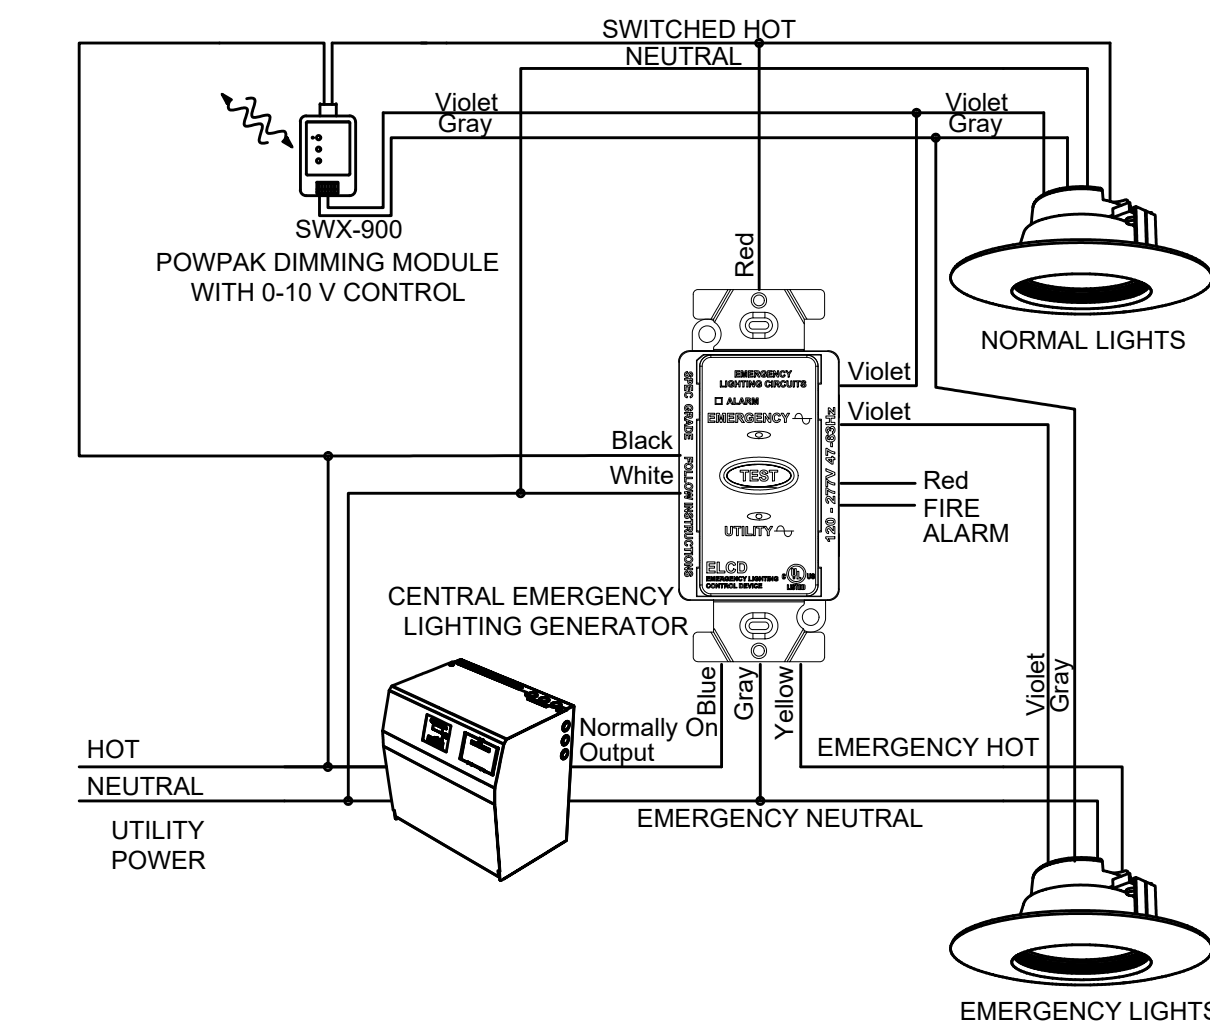 SWITCHED HOT
NEUTRAL
Violet
Gray
Violet
Gray
SWX-900
POWPAK DIMMING MODULE
WITH 0-10 V CONTROL
Red
NORMAL LIGHTS
EMERGENCY
LIGHTING CIRCUITS
ALARM
EMERGENCY
TEST
UTILITY
ELCD
EMERGENCY LIGHTING
CONTROL DEVICE
C UL US
LISTED
SPEC GRADE FOLLOW INSTRUCTIONS
120 - 277V 47-63Hz
Violet
Violet
Black
White
Red
FIRE
ALARM
CENTRAL EMERGENCY
LIGHTING GENERATOR
Blue
Gray
Yellow
Violet
Gray
Normally On
Output
HOT
NEUTRAL
UTILITY
POWER
EMERGENCY HOT
EMERGENCY NEUTRAL
EMERGENCY LIGHTS